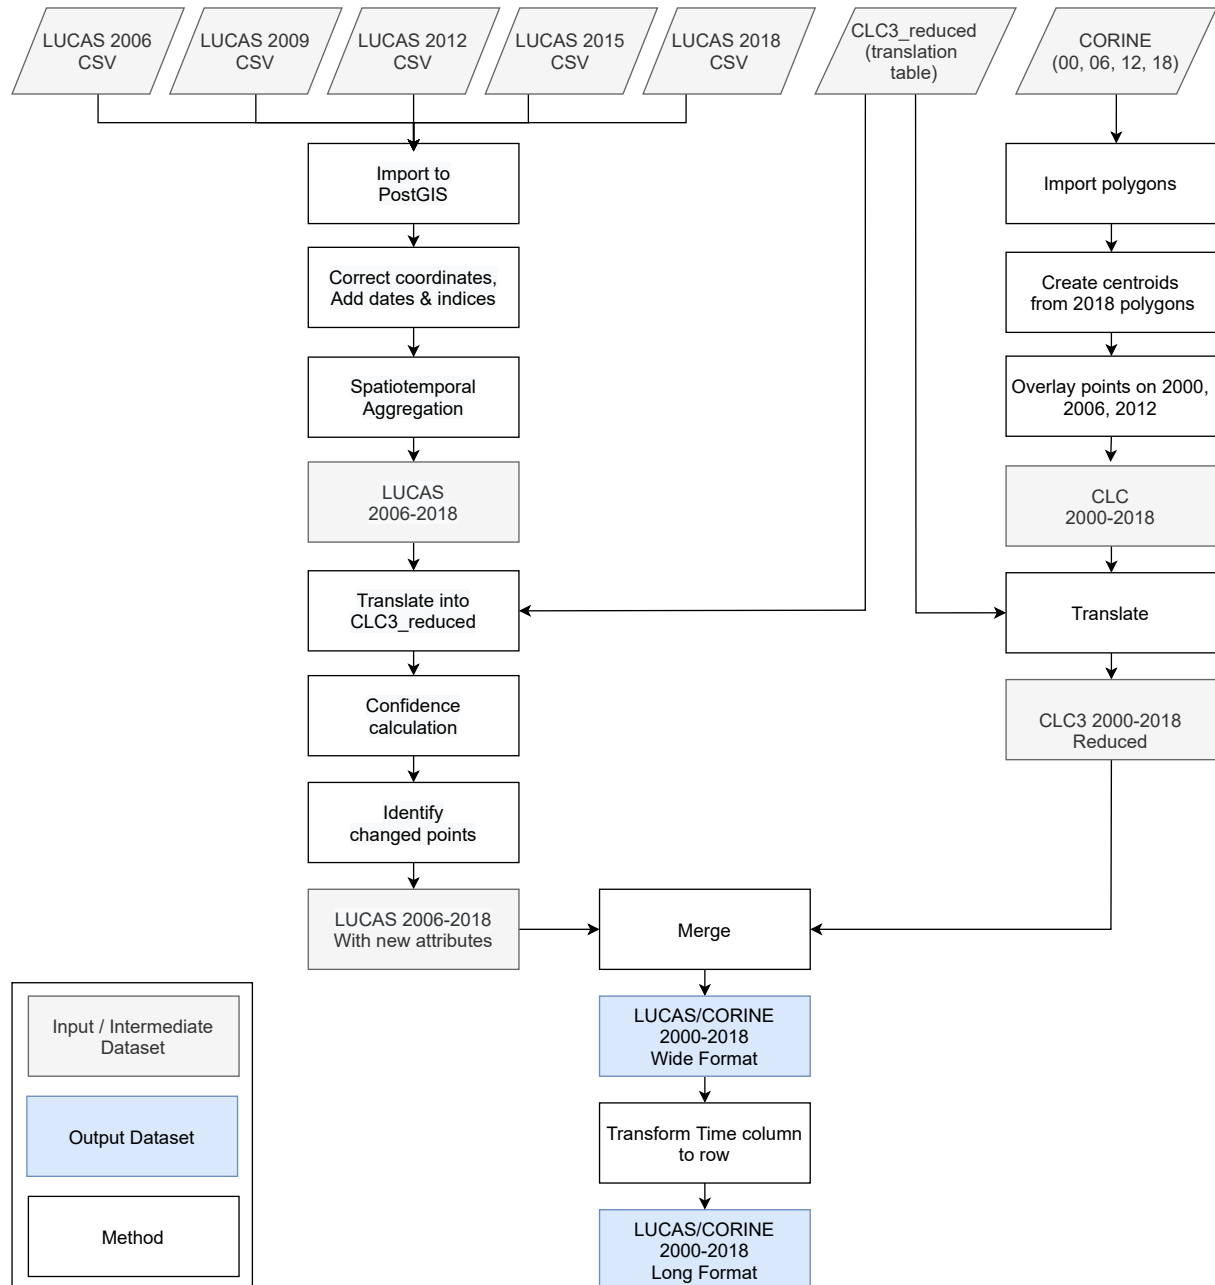 LUCAS 2006
CSV
LUCAS 2009
CSV
LUCAS 2012
CSV
LUCAS 2015
CSV
LUCAS 2018
CSV
CLC3_reduced
(translation
table)
CORINE
(00, 06, 12, 18)
Import to
PostGIS
Import polygons
Correct coordinates,
Add dates & indices
Create centroids
from 2018 polygons
Spatiotemporal
Aggregation
Overlay points on 2000,
2006, 2012
LUCAS
2006-2018
CLC
2000-2018
Translate into
CLC3_reduced
Translate
Confidence
calculation
CLC3 2000-2018
Reduced
Identify
changed points
LUCAS 2006-2018
With new attributes
Merge
Input / Intermediate
Dataset
LUCAS/CORINE
2000-2018
Wide Format
Output Dataset
Transform Time column
to row
Method
LUCAS/CORINE
2000-2018
Long Format